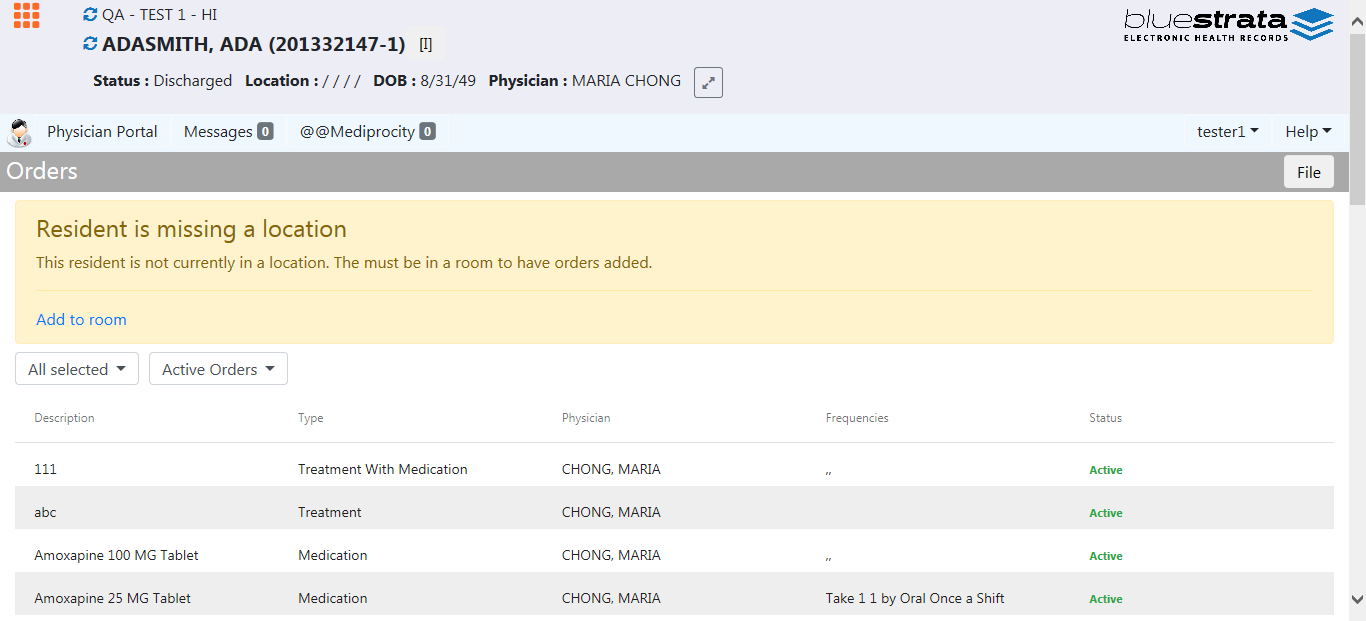 QA - TEST 1 - HI
bluestrata
ELECTRONIC HEALTH RECORDS
ADASMITH, ADA (201332147-1) [I]
Status : Discharged Location : / / / / DOB : 8/31/49 Physician : MARIA CHONG
Physician Portal Messages 0 @@Mediprocity 0 tester1 Help
Orders File
Resident is missing a location
This resident is not currently in a location. The must be in a room to have orders added.
Add to room
All selected Active Orders
Description Type Physician Frequencies Status
111 Treatment With Medication CHONG, MARIA ,, Active
abc Treatment CHONG, MARIA Active
Amoxapine 100 MG Tablet Medication CHONG, MARIA ,, Active
Amoxapine 25 MG Tablet Medication CHONG, MARIA Take 1 1 by Oral Once a Shift Active